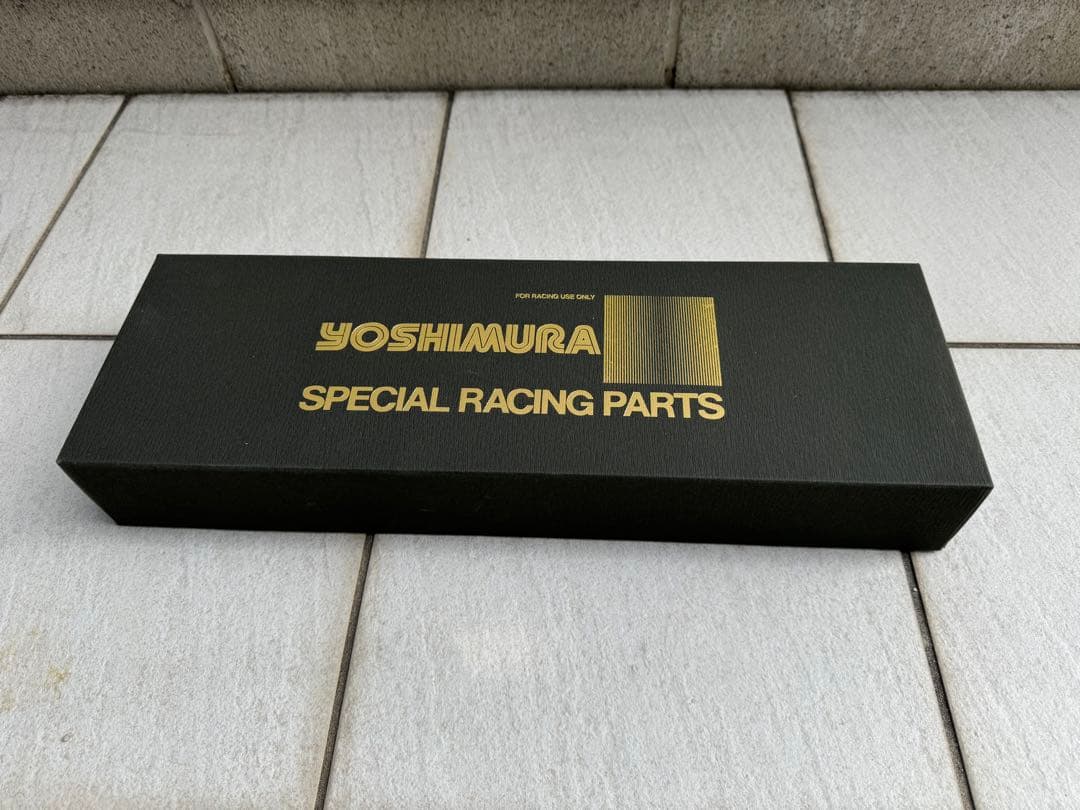 FOR RACING USE ONLY
YOSHIMURA
SPECIAL RACING PARTS